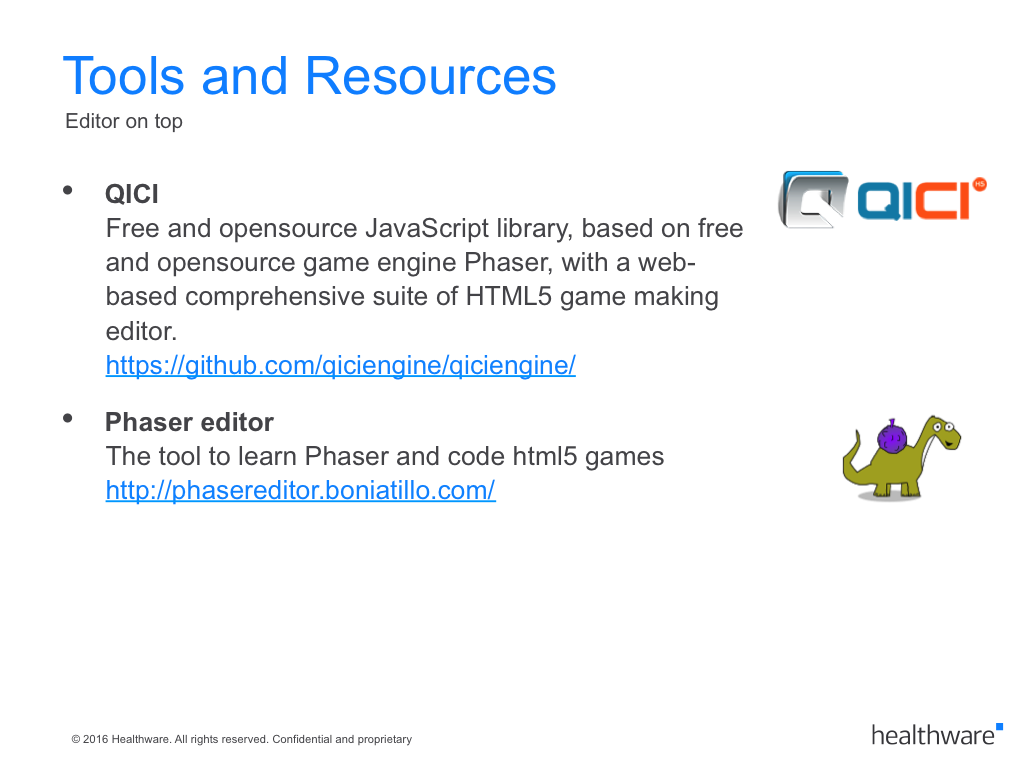 Tools and Resources
Editor on top
• QICI
QICI H5
Free and opensource JavaScript library, based on free
and opensource game engine Phaser, with a web-
based comprehensive suite of HTML5 game making
editor.
https://github.com/qiciengine/qiciengine/
• Phaser editor
The tool to learn Phaser and code html5 games
http://phasereditor.boniatillo.com/
© 2016 Healthware. All rights reserved. Confidential and proprietary
healthware